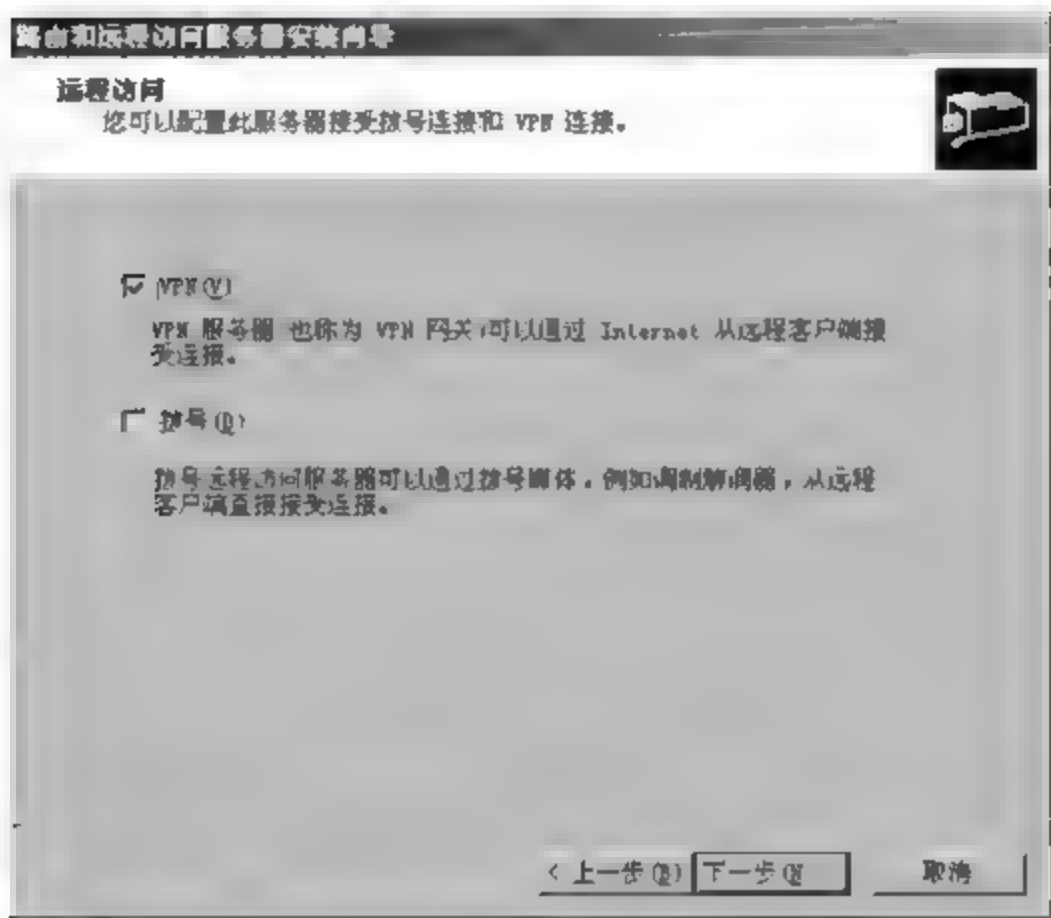 路由和远程访问服务器安装向导
远程访问
您可以配置此服务器接受拨号连接和 VPN 连接。
VPN(V)
VPN 服务器(也称为 VPN 网关)可以通过 Internet 从远程客户端接
受连接。
拨号(D)
拨号远程访问服务器可以通过拨号媒体，例如调制解调器，从远程
客户端直接接受连接。
< 上一步(B) 下一步(N 取消